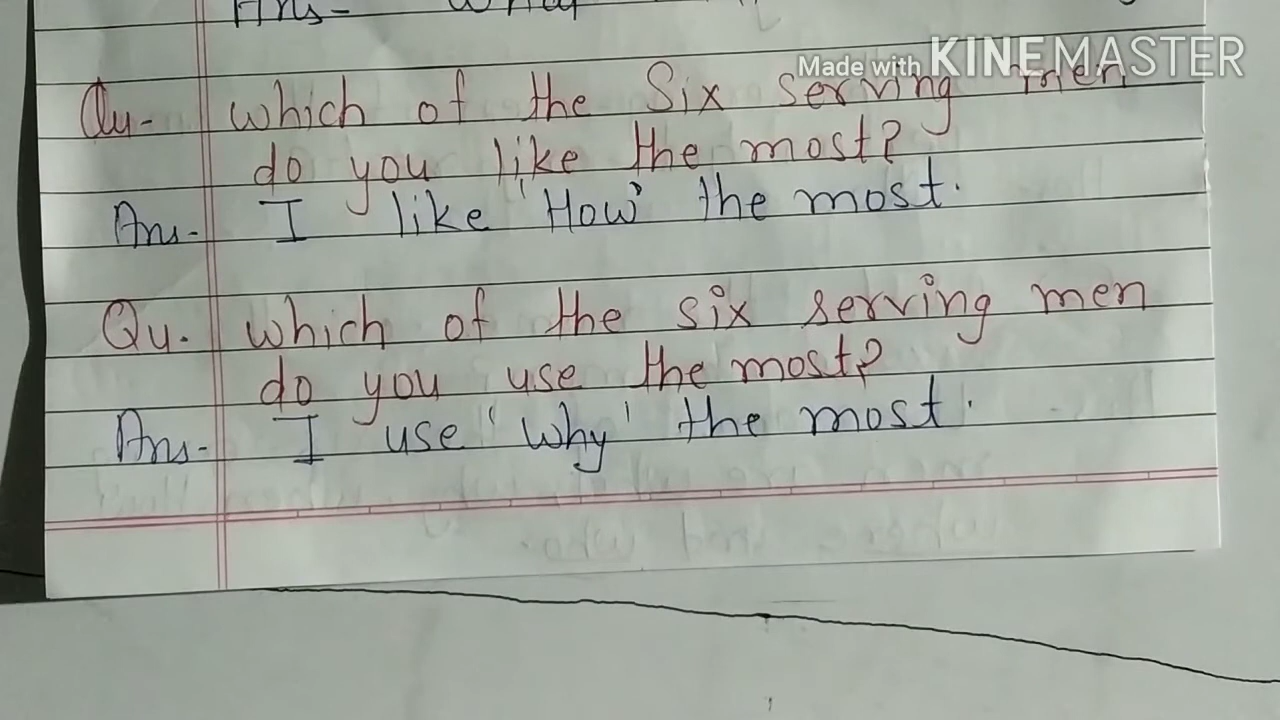 Ans-
Made with KINEMASTER
Qu- which of the Six serving men
do you like the most?
Ans- I like 'How' the most.
Qu. which of the six serving men
do you use the most?
Ans- I use 'why' the most.